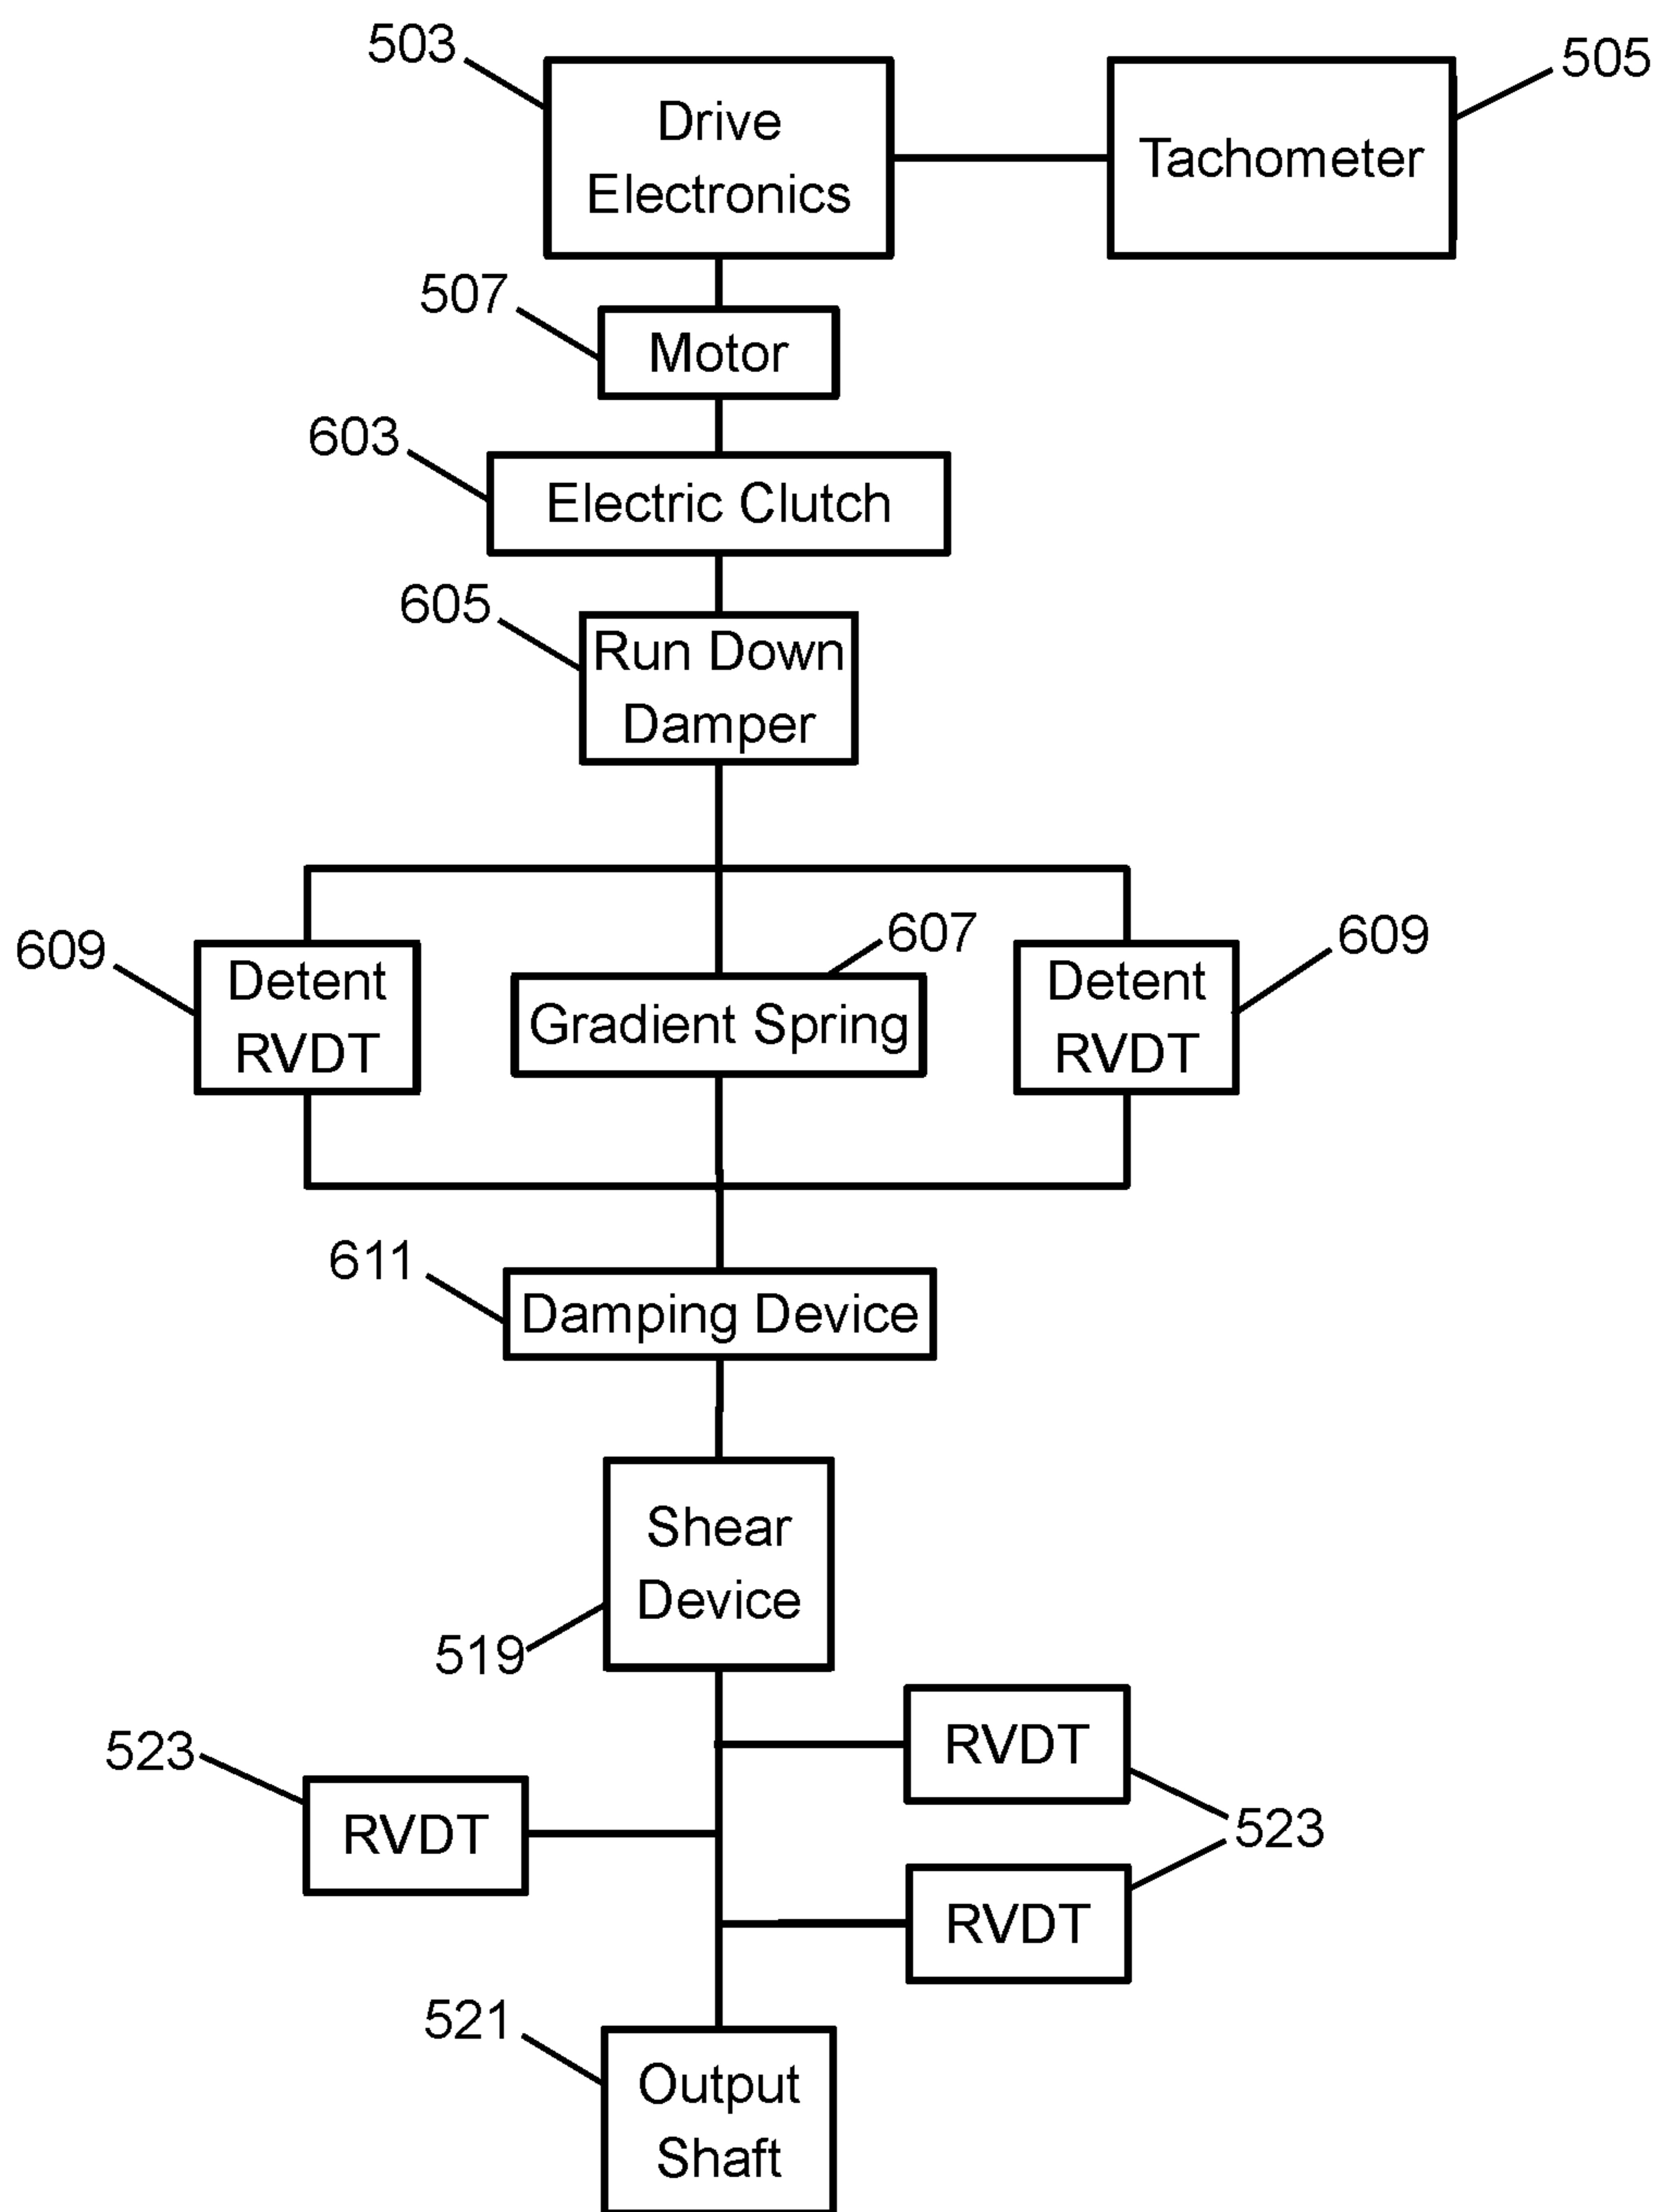 503
505
Drive
Electronics
Tachometer
507
Motor
603
Electric Clutch
605
Run Down
Damper
607
609
Detent
RVDT
Gradient Spring
Detent
RVDT
609
611
Damping Device
Shear
Device
519
RVDT
523
RVDT
523
RVDT
521
Output
Shaft